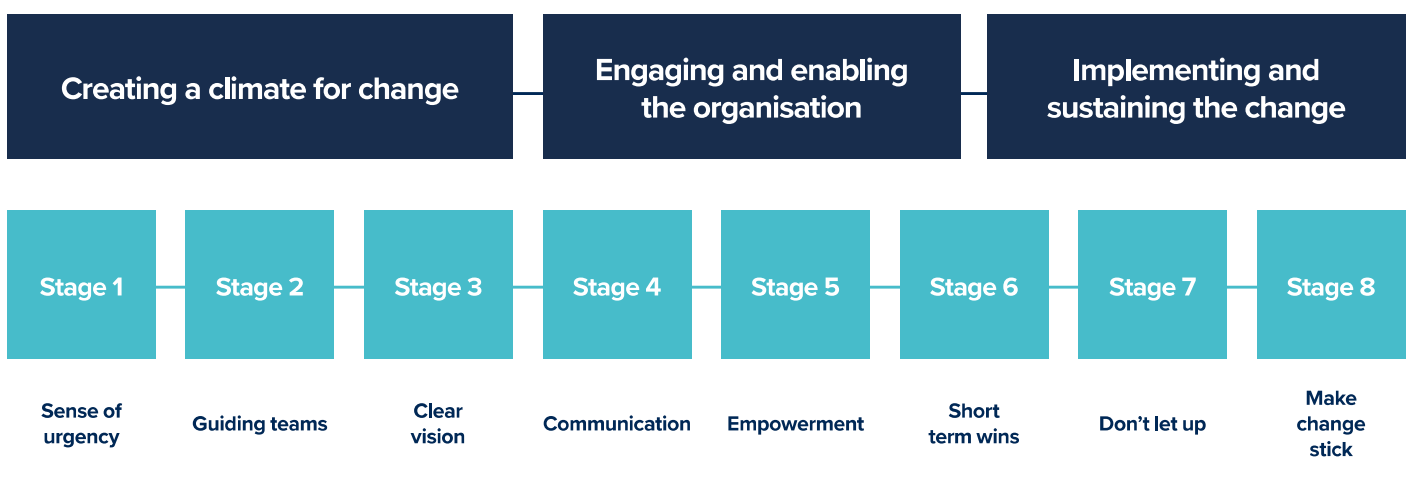 Creating a climate for change
Engaging and enabling
the organisation
Implementing and
sustaining the change
Stage 1
Stage 2
Stage 3
Stage 4
Stage 5
Stage 6
Stage 7
Stage 8
Sense of
urgency
Guiding teams
Clear
vision
Communication
Empowerment
Short
term wins
Don’t let up
Make
change
stick